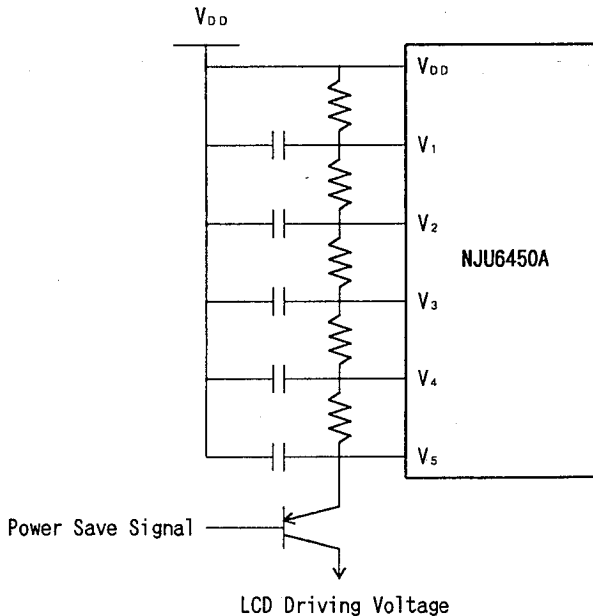 VDD
VDD
V1
V2
NJU6450A
V3
V4
V5
Power Save Signal
LCD Driving Voltage